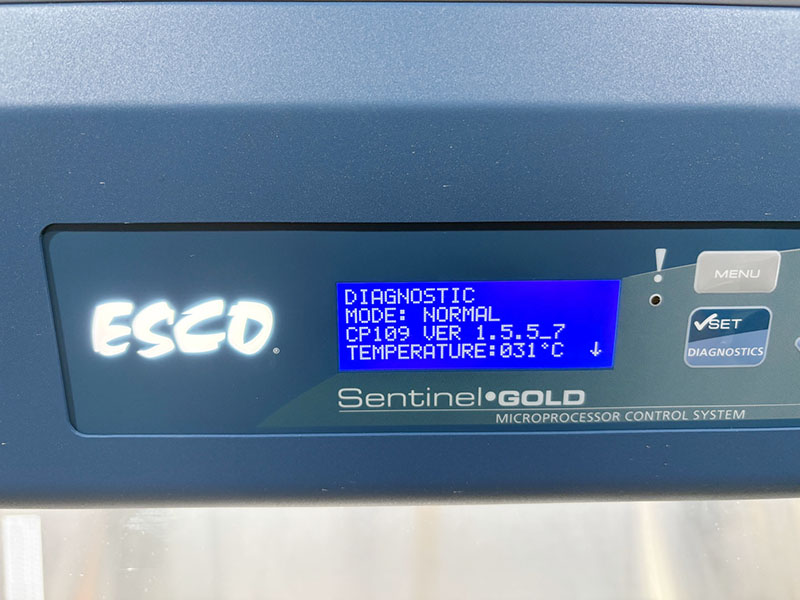 ESCO®
DIAGNOSTIC
MODE: NORMAL
CP109 VER 1.5.5_7
TEMPERATURE:031°C ↓
Sentinel•GOLD
MICROPROCESSOR CONTROL SYSTEM
!
MENU
✓SET
DIAGNOSTICS